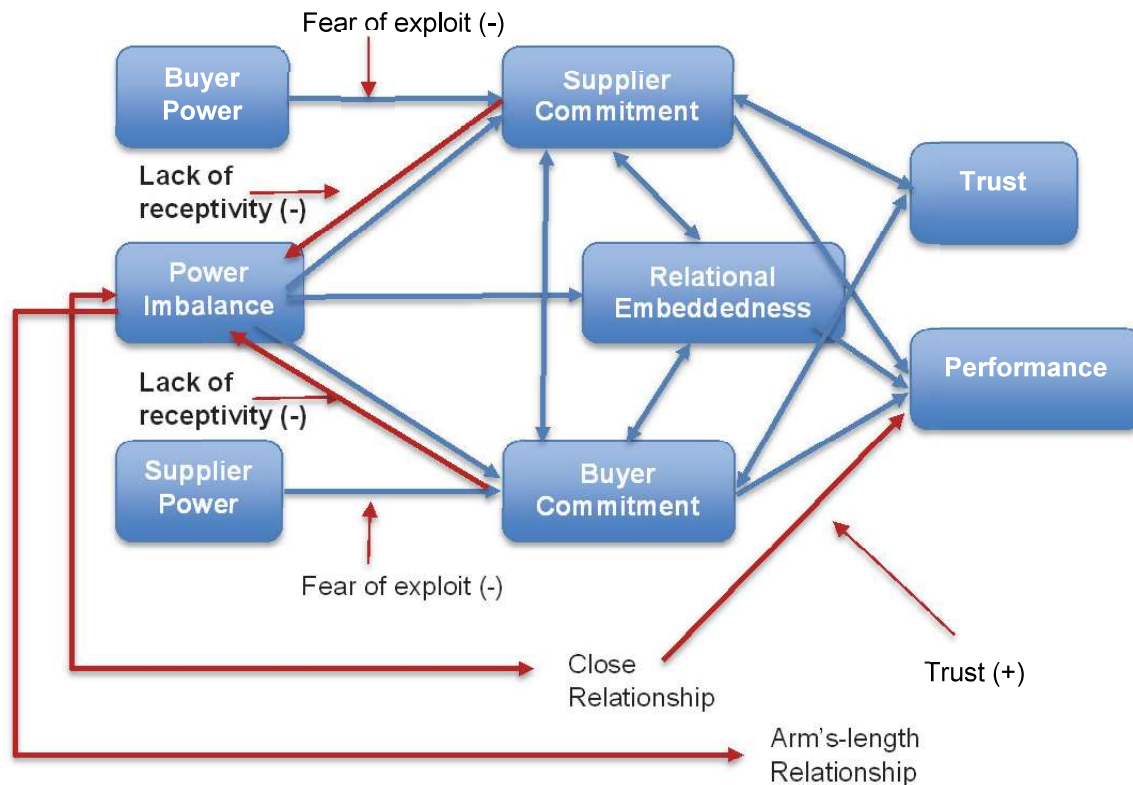 Fear of exploit (-)
Buyer
Power
Supplier
Commitment
Lack of
receptivity (-)
Trust
Power
Imbalance
Relational
Embeddedness
Performance
Lack of
receptivity (-)
Supplier
Power
Buyer
Commitment
Fear of exploit (-)
Close
Relationship
Trust (+)
Arm's-length
Relationship